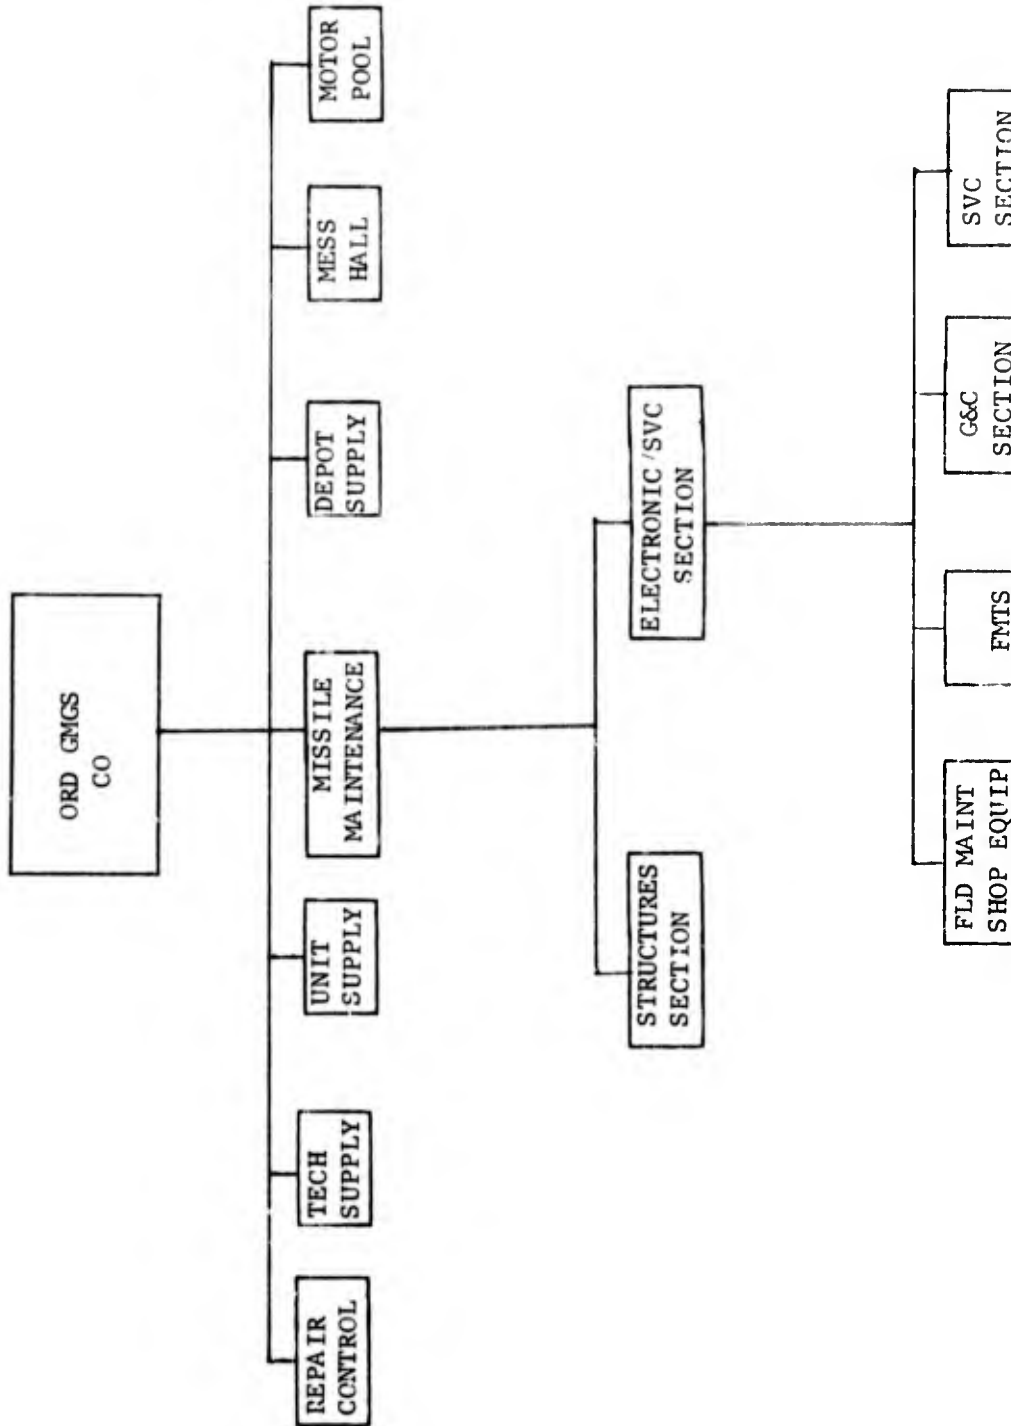 ORD GMGS
CO
REPAIR
CONTROL
TECH
SUPPLY
UNIT
SUPPLY
MISSILE
MAINTENANCE
DEPOT
SUPPLY
MESS
HALL
MOTOR
POOL
STRUCTURES
SECTION
ELECTRONIC/SVC
SECTION
FLD MAINT
SHOP EQUIP
FMTS
G&C
SECTION
SVC
SECTION